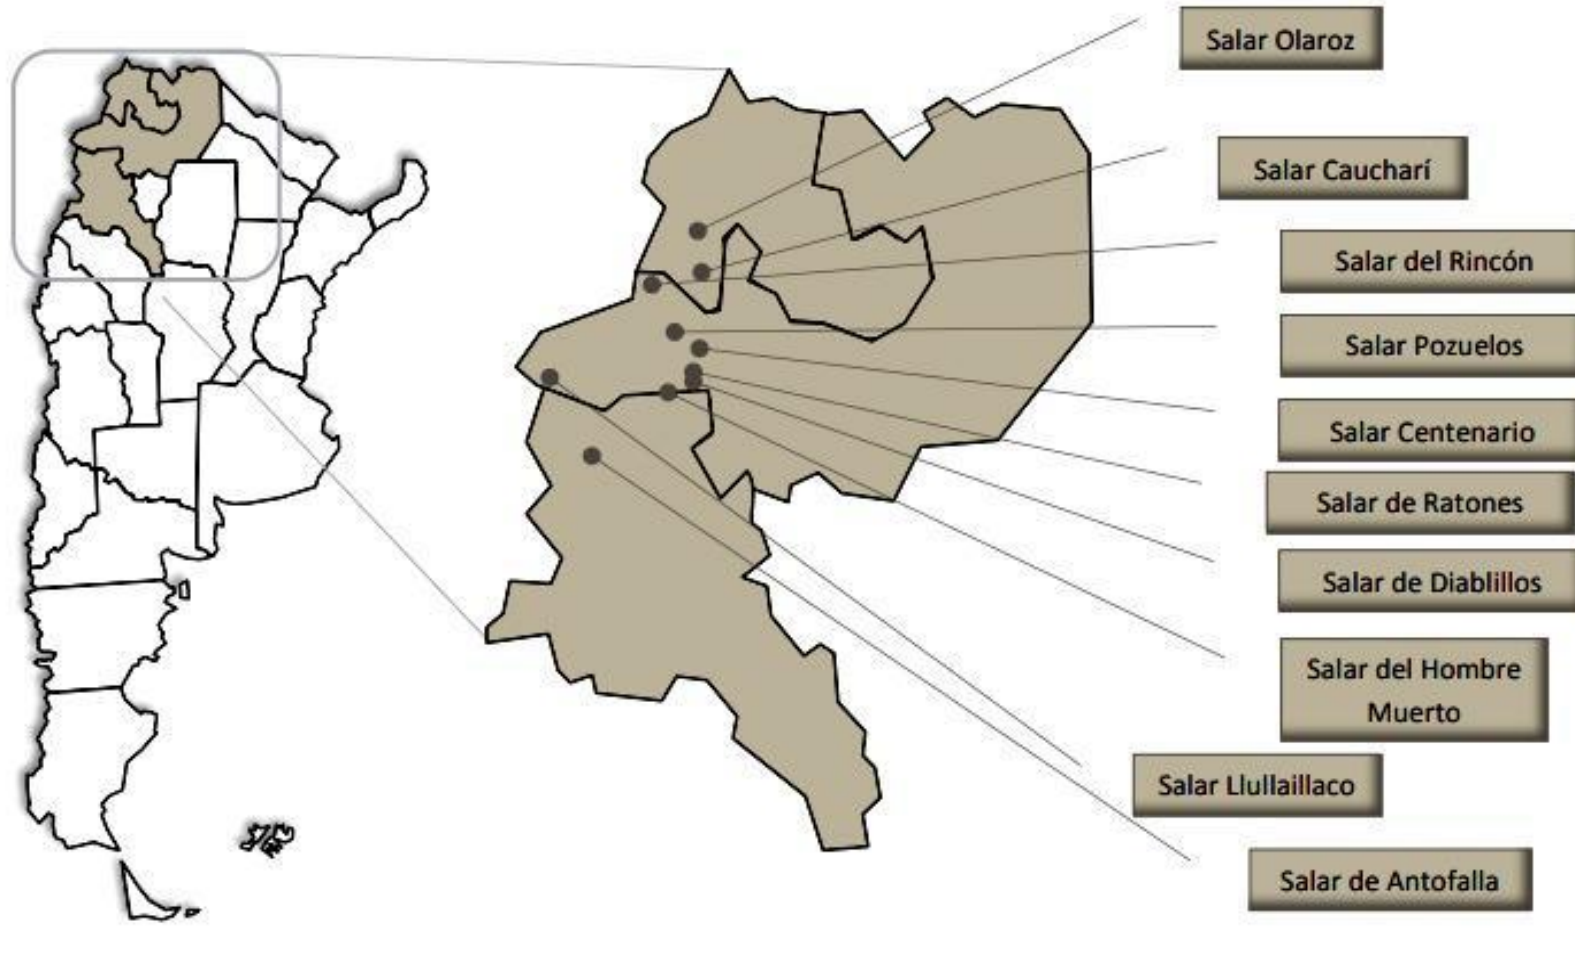 Salar Olaroz
Salar Caucharí
Salar del Rincón
Salar Pozuelos
Salar Centenario
Salar de Ratones
Salar de Diablillos
Salar del Hombre
Muerto
Salar Llullaillaco
Salar de Antofalla